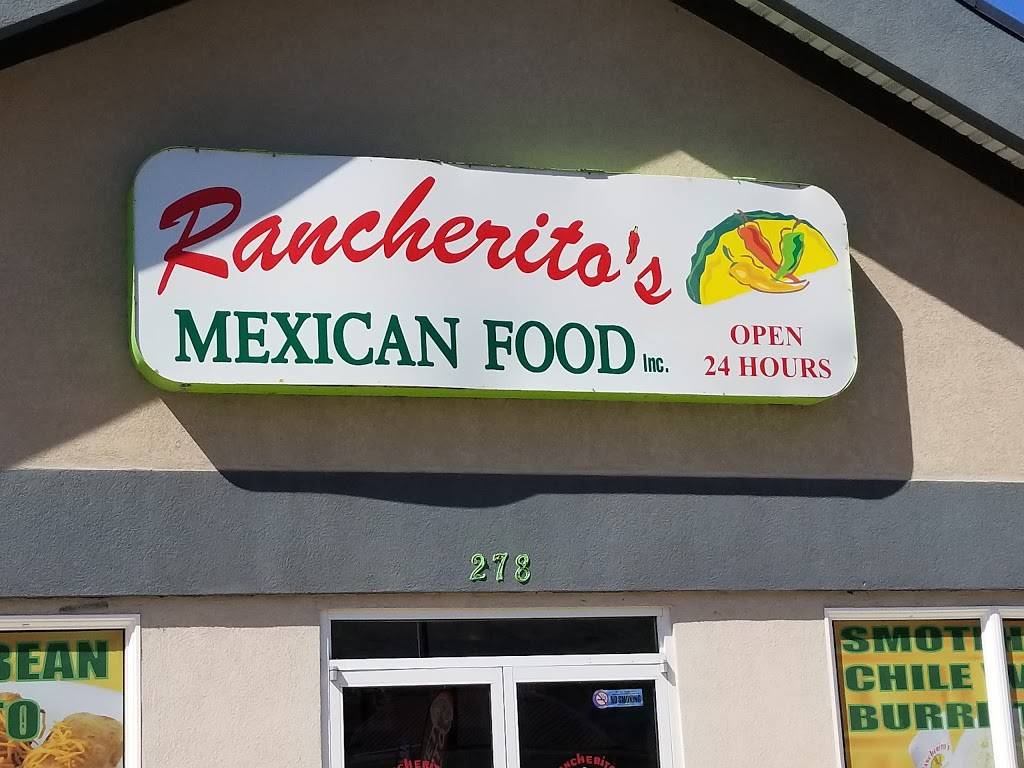 Rancherito's
MEXICAN FOOD Inc.
OPEN
24 HOURS
278
BEAN
SMOTH
CHILE
BURRI
NO SMOKING